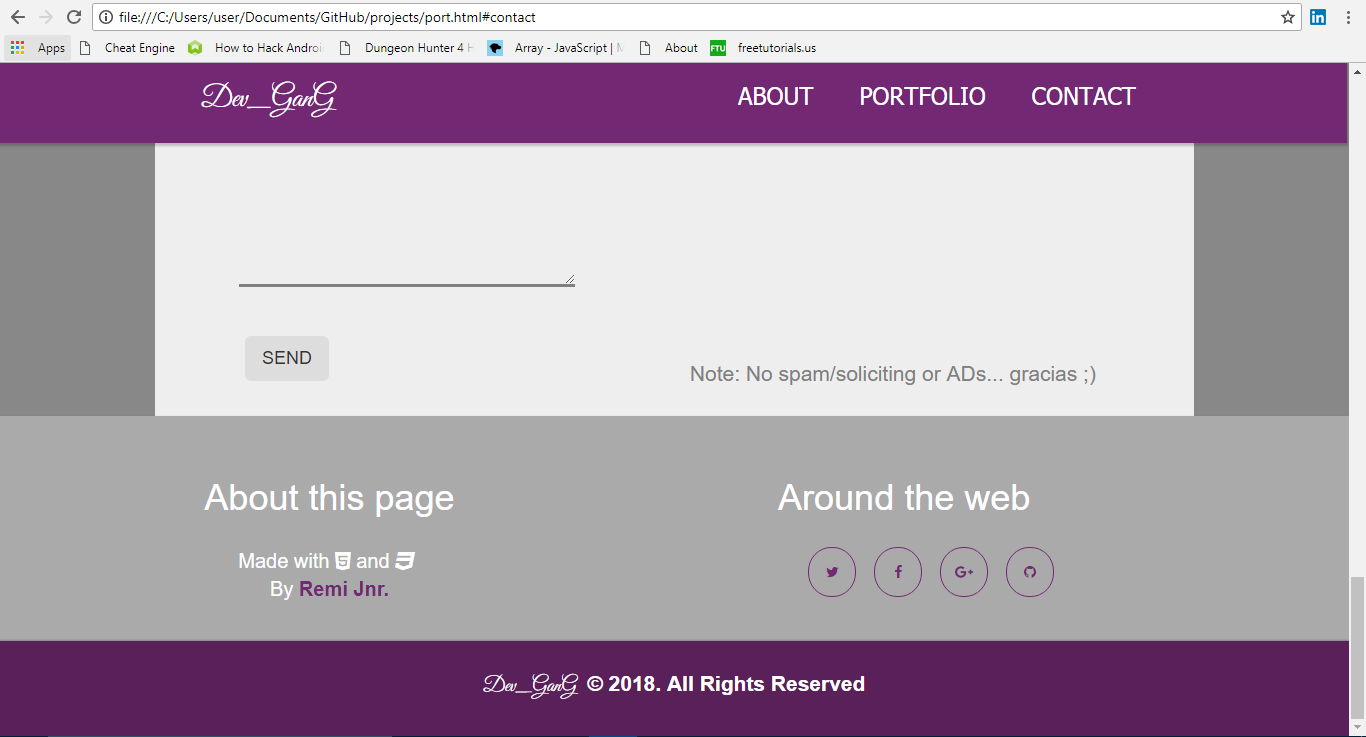 file:///C:/Users/user/Documents/GitHub/projects/port.html#contact
Apps Cheat Engine How to Hack Androi Dungeon Hunter 4 H Array - JavaScript | M About FTU freetutorials.us
Dev_GanG ABOUT PORTFOLIO CONTACT
SEND
Note: No spam/soliciting or ADs... gracias ;)
About this page
Made with and
By Remi Jnr.
Around the web
Dev_GanG © 2018. All Rights Reserved